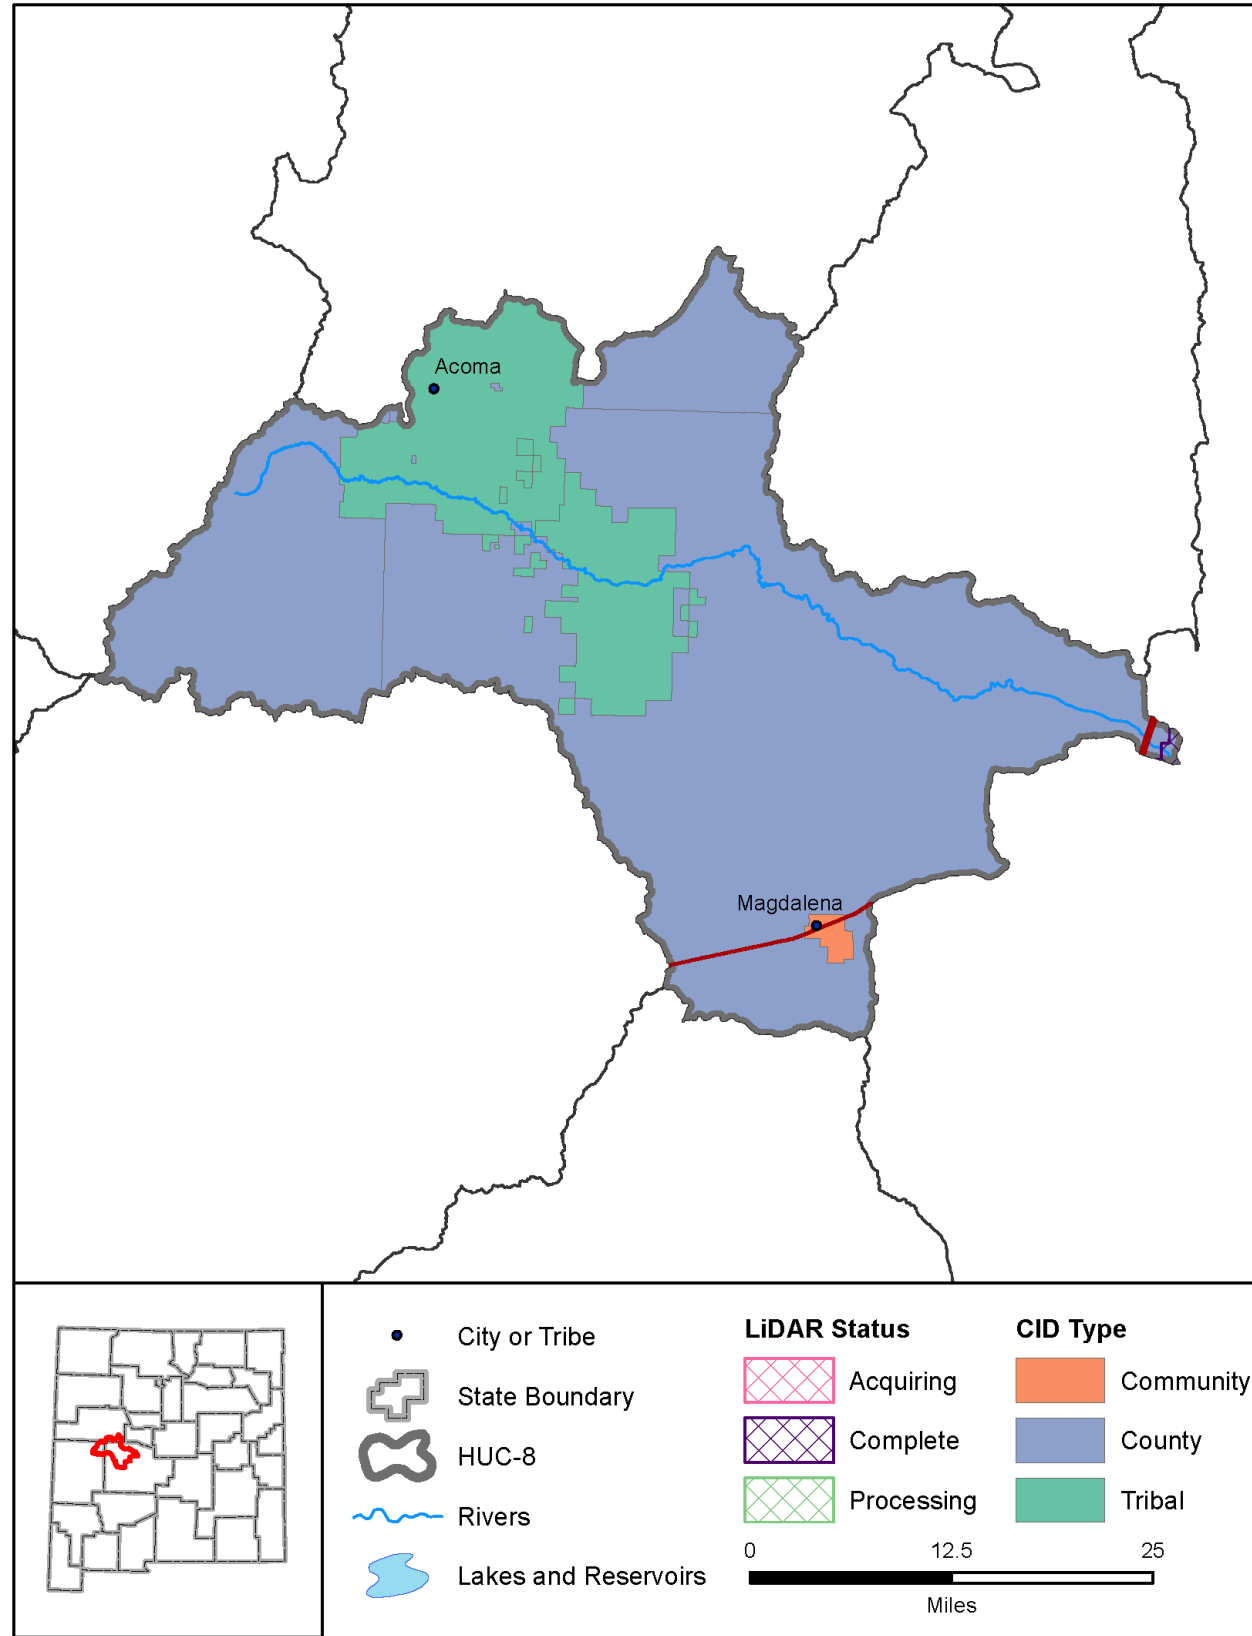 Acoma
Magdalena
City or Tribe
State Boundary
HUC-8
Rivers
Lakes and Reservoirs
LiDAR Status
Acquiring
Complete
Processing
CID Type
Community
County
Tribal
0 12.5 25
Miles